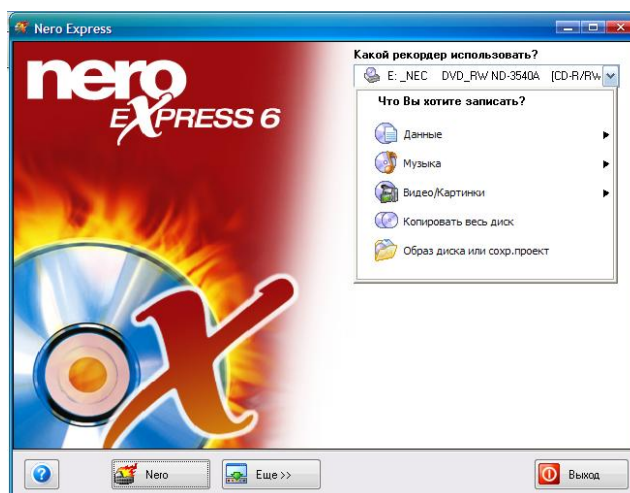 Nero Express
nero
EXPRESS 6
Какой рекордер использовать?
E: _NEC DVD_RW ND-3540A [CD-R/RW
Что Вы хотите записать?
Данные
Музыка
Видео/Картинки
Копировать весь диск
Образ диска или сохр.проект
?
Nero
Еще >>
Выход